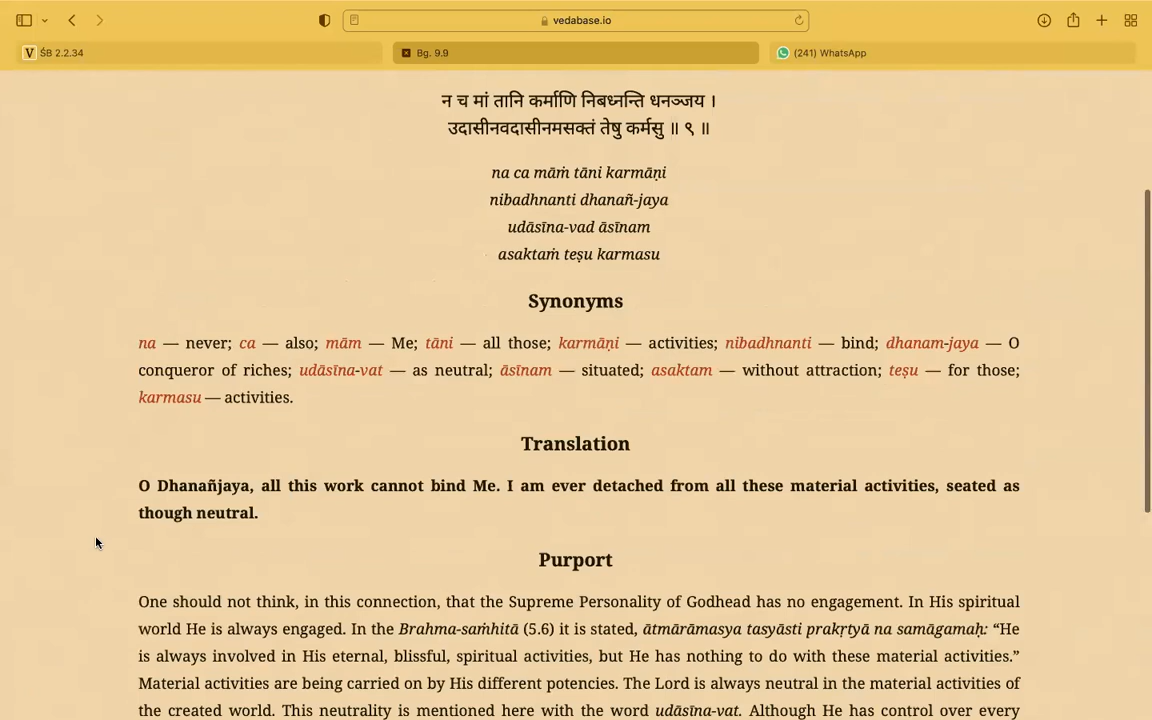 vedabase.io
ŚB 2.2.34
Bg. 9.9
(241) WhatsApp
न च मां तानि कर्माणि निबध्नन्ति धनञ्जय ।
उदासीनवदासीनमसक्तं तेषु कर्मसु ॥ ९ ॥
na ca māṁ tāni karmāṇi
nibadhnanti dhanañ-jaya
udāsīna-vad āsīnam
asaktaṁ teṣu karmasu
Synonyms
na — never; ca — also; mām — Me; tāni — all those; karmāṇi — activities; nibadhnanti — bind; dhanam-jaya — O
conqueror of riches; udāsīna-vat — as neutral; āsīnam — situated; asaktam — without attraction; teṣu — for those;
karmasu — activities.
Translation
O Dhanañjaya, all this work cannot bind Me. I am ever detached from all these material activities, seated as
though neutral.
Purport
One should not think, in this connection, that the Supreme Personality of Godhead has no engagement. In His spiritual
world He is always engaged. In the Brahma-saṁhitā (5.6) it is stated, ātmārāmasya tasyāsti prakṛtyā na samāgamaḥ: “He
is always involved in His eternal, blissful, spiritual activities, but He has nothing to do with these material activities.”
Material activities are being carried on by His different potencies. The Lord is always neutral in the material activities of
the created world. This neutrality is mentioned here with the word udāsīna-vat. Although He has control over every